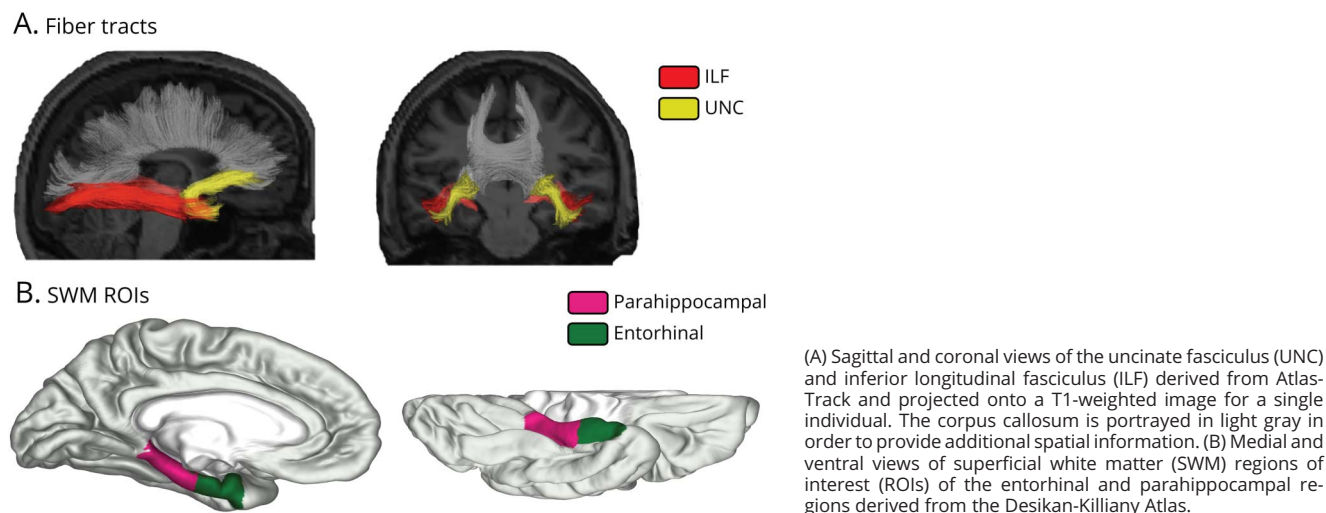 A. Fiber tracts
ILF
UNC
B. SWM ROIs
Parahippocampal
Entorhinal
(A) Sagittal and coronal views of the uncinate fasciculus (UNC)
and inferior longitudinal fasciculus (ILF) derived from Atlas-
Track and projected onto a T1-weighted image for a single
individual. The corpus callosum is portrayed in light gray in
order to provide additional spatial information. (B) Medial and
ventral views of superficial white matter (SWM) regions of
interest (ROIs) of the entorhinal and parahippocampal re-
gions derived from the Desikan-Killiany Atlas.